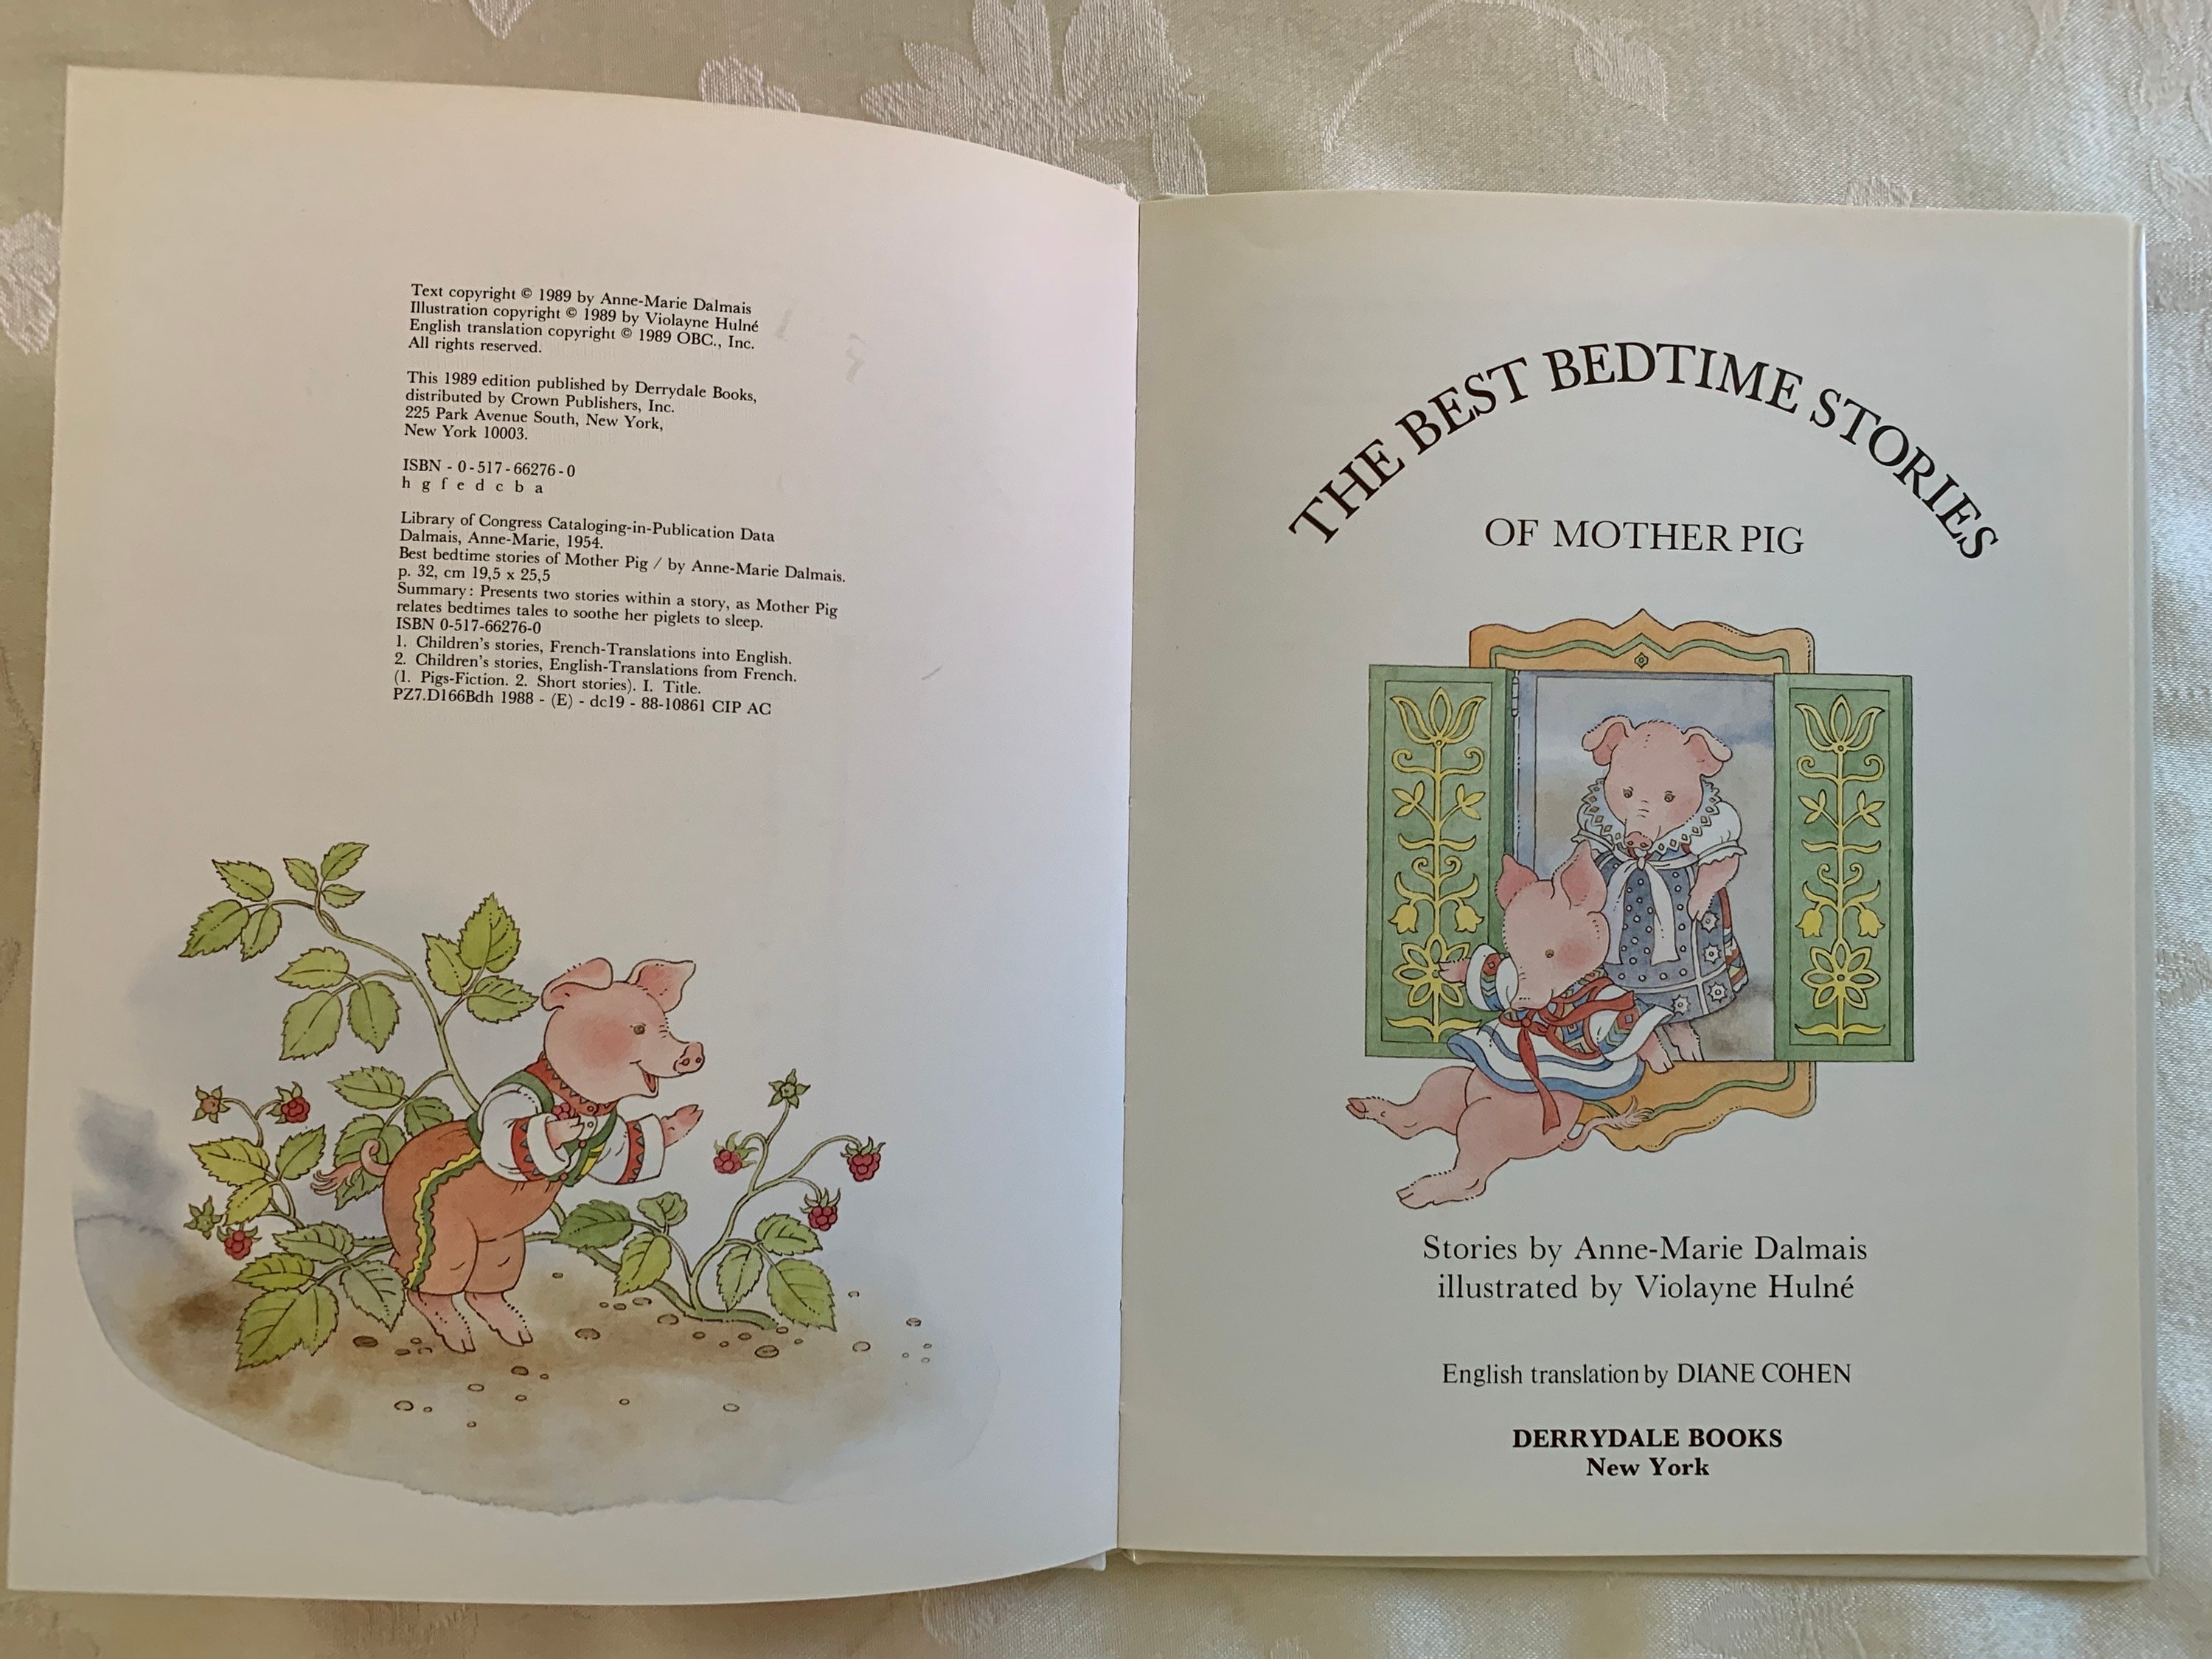 Text copyright © 1989 by Anne-Marie Dalmais
Illustration copyright © 1989 by Violayne Hulné
English translation copyright © 1989 OBC., Inc.
All rights reserved.
This 1989 edition published by Derrydale Books,
distributed by Crown Publishers, Inc.
225 Park Avenue South, New York,
New York 10003.
ISBN - 0-517-66276-0
h g f e d c b a
Library of Congress Cataloging-in-Publication Data
Dalmais, Anne-Marie, 1954.
Best bedtime stories of Mother Pig / by Anne-Marie Dalmais.
p. 32, cm 19,5 x 25,5
Summary: Presents two stories within a story, as Mother Pig
relates bedtimes tales to soothe her piglets to sleep.
ISBN 0-517-66276-0
1. Children's stories, French-Translations into English.
2. Children's stories, English-Translations from French.
(1. Pigs-Fiction. 2. Short stories). I. Title.
PZ7.D166Bdh 1988 - (E) - dc19 - 88-10861 CIP AC
THE BEST BEDTIME STORIES
OF MOTHER PIG
Stories by Anne-Marie Dalmais
illustrated by Violayne Hulné
English translation by DIANE COHEN
DERRYDALE BOOKS
New York